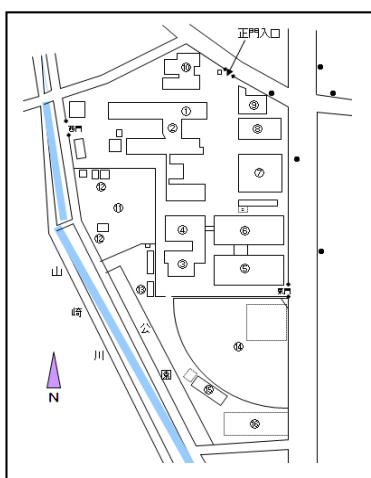 正門入口
⑩
①
⑨
②
⑧
西門
⑦
⑫
⑪
④
⑥
⑫
③
⑤
山崎川
⑬
東門
公園
⑭
N
⑮
⑯